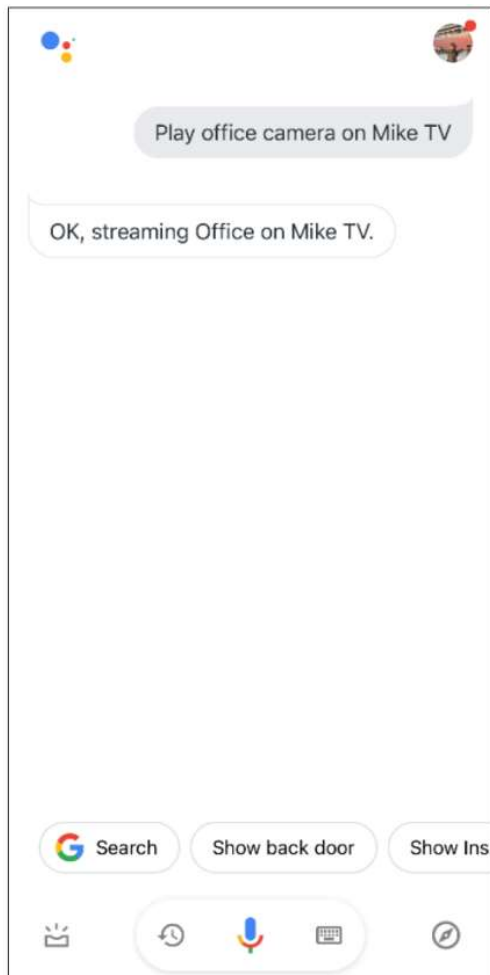 Play office camera on Mike TV
OK, streaming Office on Mike TV.
Search
Show back door
Show Ins